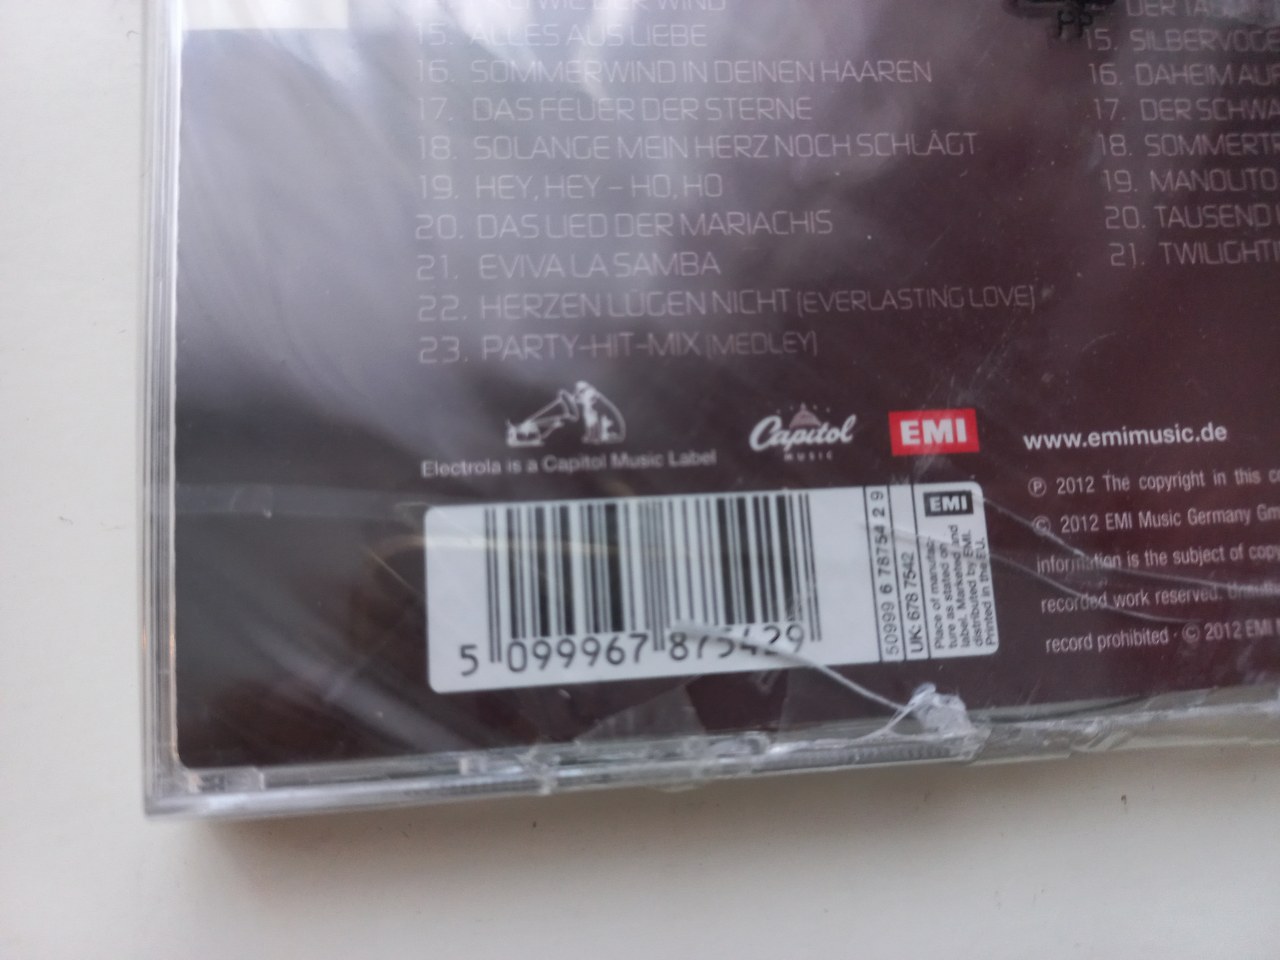 WIE DER WIND
15. ALLES AUS LIEBE
16. SOMMERWIND IN DEINEN HAAREN
17. DAS FEUER DER STERNE
18. SOLANGE MEIN HERZ NOCH SCHLÄGT
19. HEY, HEY – HO, HO
20. DAS LIED DER MARIACHIS
21. EVIVA LA SAMBA
22. HERZEN LÜGEN NICHT (EVERLASTING LOVE)
23. PARTY-HIT-MIX (MEDLEY)
DER
15. SILBERVOGE
16. DAHEIM AUF
17. DER SCHWA
18. SOMMERTR
19. MANOLITO
20. TAUSEND
21. TWILIGHT
Electrola is a Capitol Music Label
Capitol
MUSIC
EMI
www.emimusic.de
℗ 2012 The copyright in this
© 2012 EMI Music Germany Gm
information is the subject of copy
recorded work reserved.
record prohibited · © 2012 EMI
5 099967 875429
50999 6 78754 2 9
UK: 678 7542
EMI
Place of manufac-
ture as stated on
label. Marketed and
distributed by EMI.
Printed in the E.U.